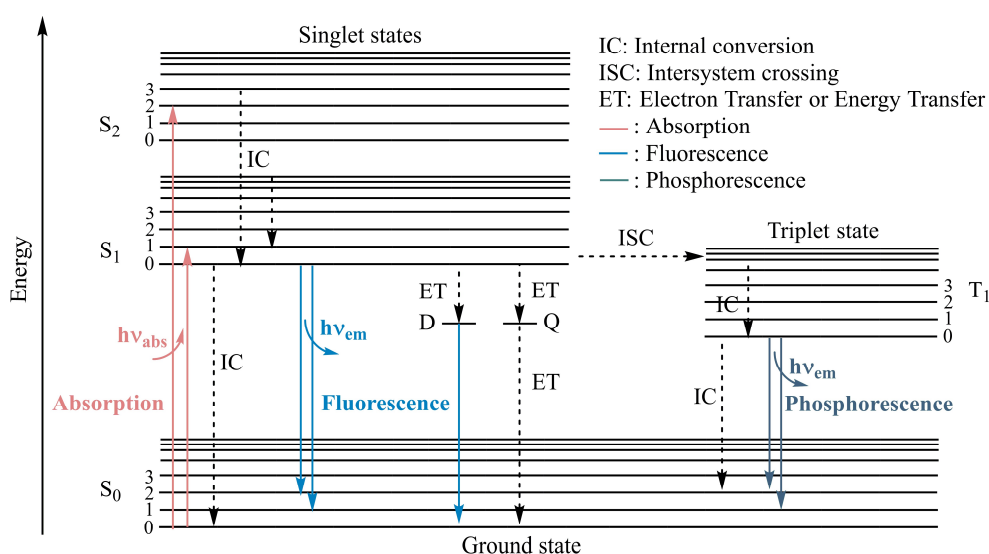 Singlet states
IC: Internal conversion
ISC: Intersystem crossing
ET: Electron Transfer or Energy Transfer
: Absorption
: Fluorescence
: Phosphorescence
Energy
S2
3
2
1
0
IC
S1
3
2
1
0
ISC
Triplet state
T1
3
2
1
0
IC
ET
ET
D
Q
hνabs
hνem
IC
ET
hνem
IC
Absorption
Fluorescence
Phosphorescence
S0
3
2
1
0
Ground state